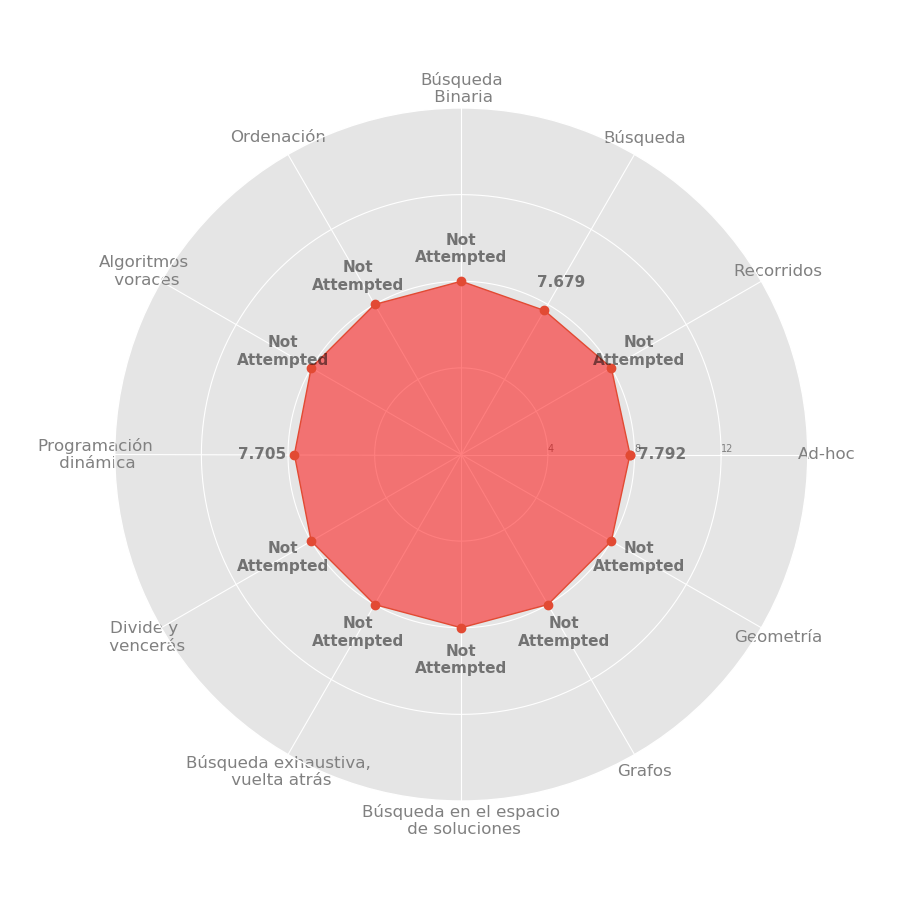 Búsqueda
Binaria
Ordenación
Búsqueda
Not
Attempted
Algoritmos
voraces
Not
Attempted
7.679
Recorridos
Not
Attempted
Not
Attempted
Programación
dinámica
7.705
4
8
7.792
12
Ad-hoc
Not
Attempted
Not
Attempted
Divide y
vencerás
Not
Attempted
Not
Attempted
Geometría
Not
Attempted
Búsqueda exhaustiva,
vuelta atrás
Grafos
Búsqueda en el espacio
de soluciones